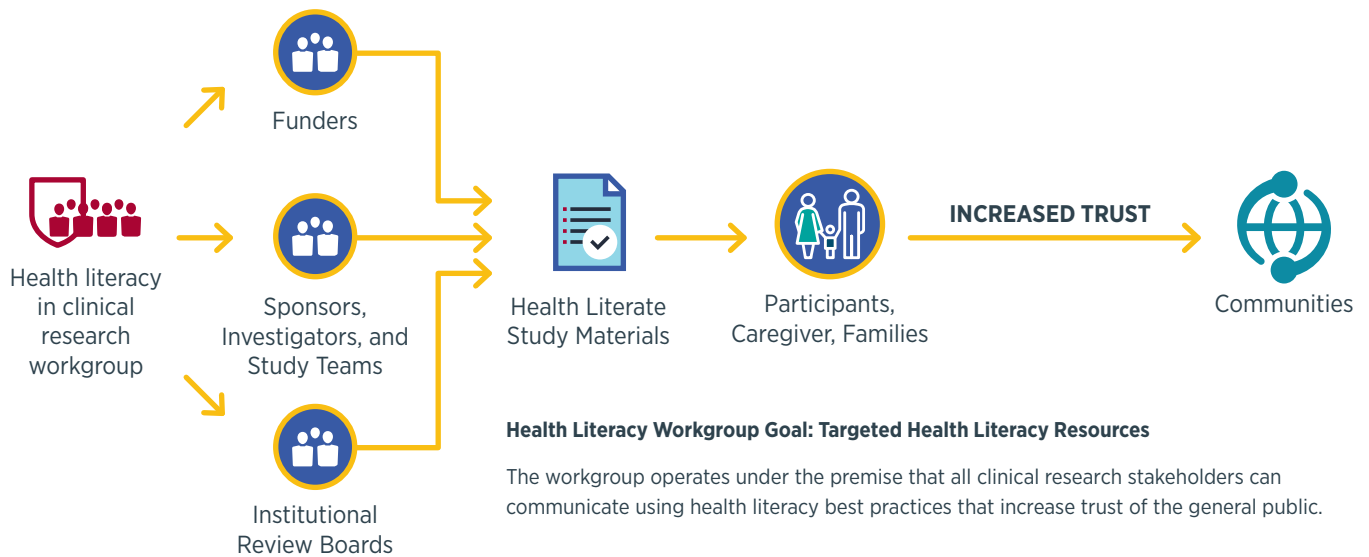 Funders
Health literacy
in clinical
research
workgroup
Sponsors,
Investigators, and
Study Teams
Institutional
Review Boards
Health Literate
Study Materials
Participants,
Caregiver, Families
INCREASED TRUST
Communities
Health Literacy Workgroup Goal: Targeted Health Literacy Resources
The workgroup operates under the premise that all clinical research stakeholders can
communicate using health literacy best practices that increase trust of the general public.